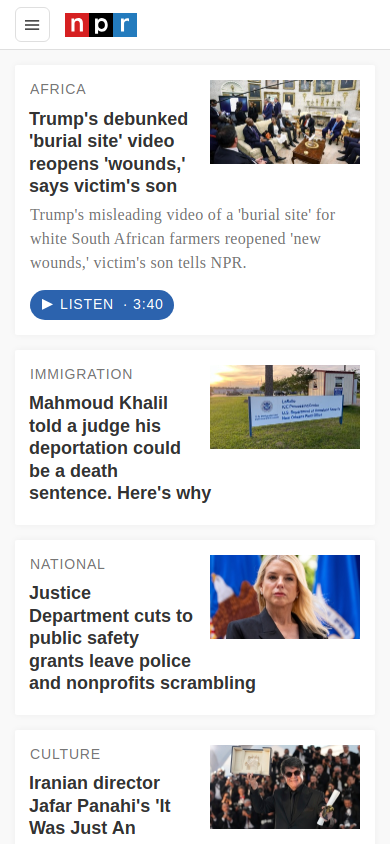 npr
AFRICA
Trump's debunked
'burial site' video
reopens 'wounds,'
says victim's son
Trump's misleading video of a 'burial site' for
white South African farmers reopened 'new
wounds,' victim's son tells NPR.
LISTEN · 3:40
IMMIGRATION
Mahmoud Khalil
told a judge his
deportation could
be a death
sentence. Here's why
NATIONAL
Justice
Department cuts to
public safety
grants leave police
and nonprofits scrambling
CULTURE
Iranian director
Jafar Panahi's 'It
Was Just An